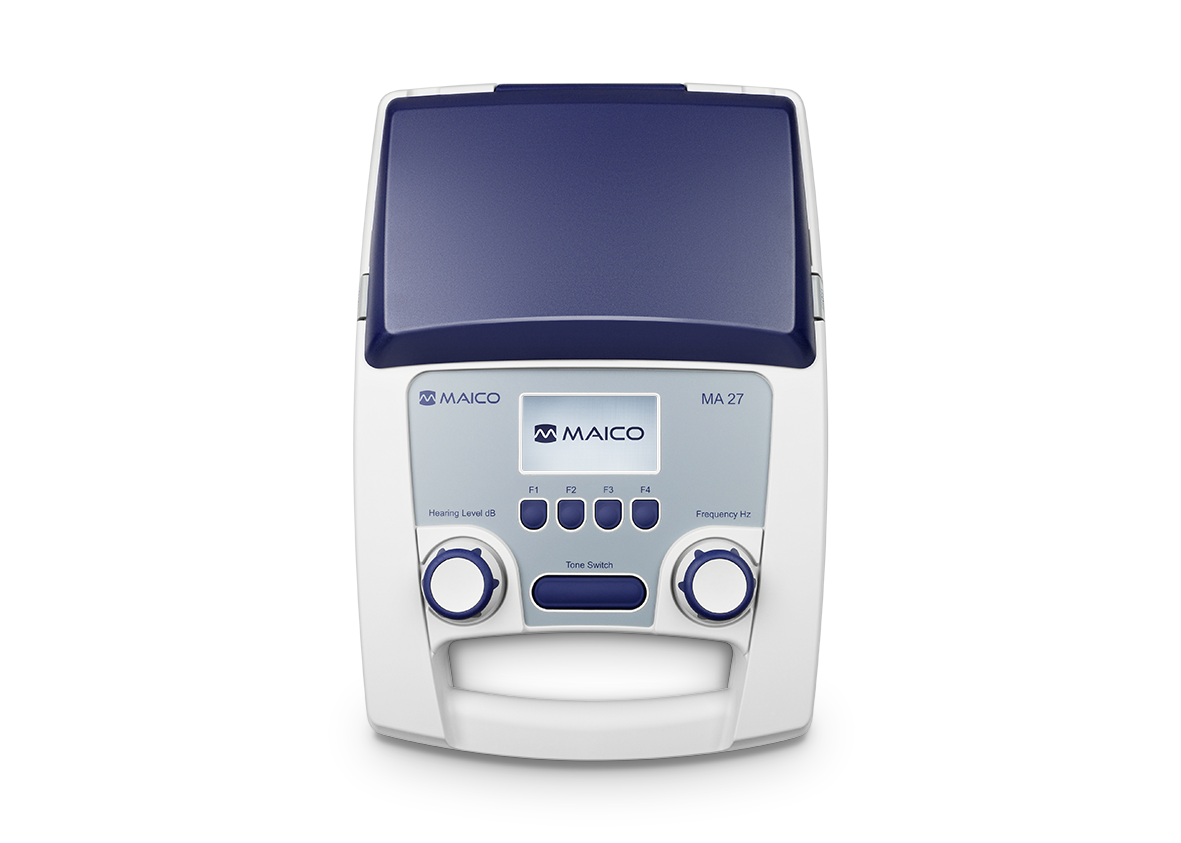 MAICO
MA 27
MAICO
F1 F2 F3 F4
Hearing Level dB
Frequency Hz
Tone Switch